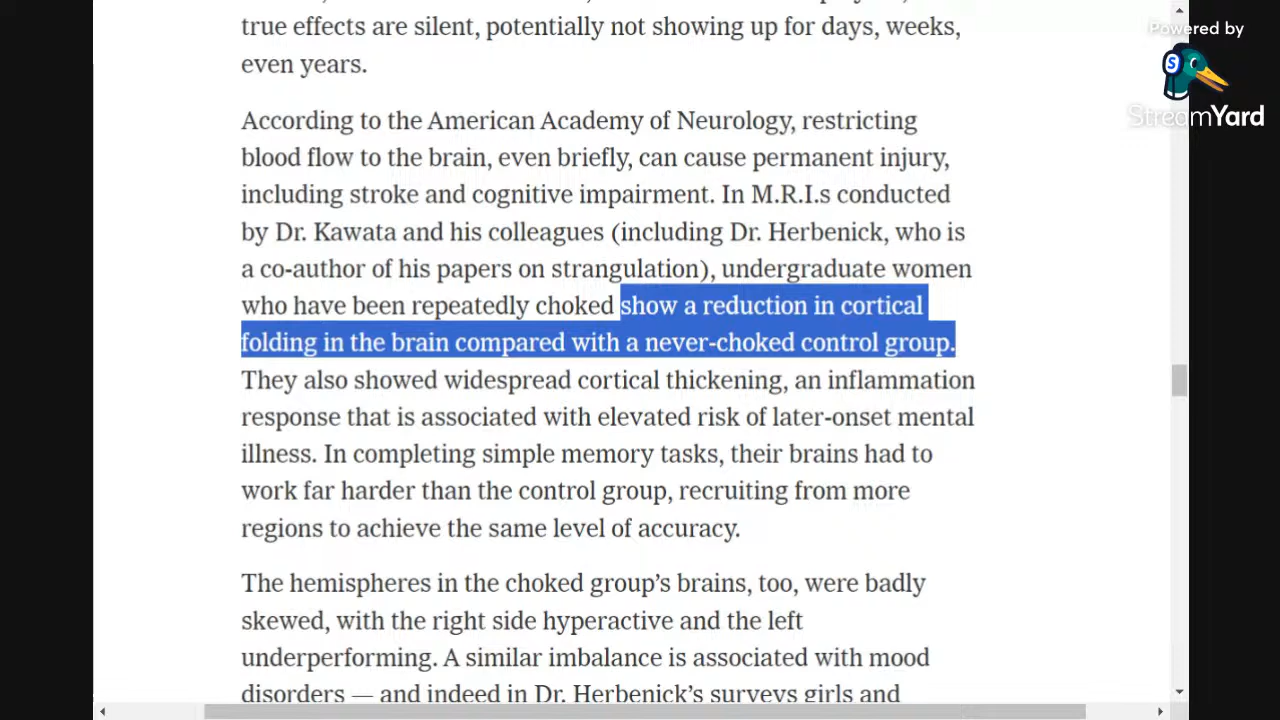 true effects are silent, potentially not showing up for days, weeks,
even years.
According to the American Academy of Neurology, restricting
blood flow to the brain, even briefly, can cause permanent injury,
including stroke and cognitive impairment. In M.R.I.s conducted
by Dr. Kawata and his colleagues (including Dr. Herbenick, who is
a co-author of his papers on strangulation), undergraduate women
who have been repeatedly choked show a reduction in cortical
folding in the brain compared with a never-choked control group.
They also showed widespread cortical thickening, an inflammation
response that is associated with elevated risk of later-onset mental
illness. In completing simple memory tasks, their brains had to
work far harder than the control group, recruiting from more
regions to achieve the same level of accuracy.
The hemispheres in the choked group’s brains, too, were badly
skewed, with the right side hyperactive and the left
underperforming. A similar imbalance is associated with mood
disorders — and indeed in Dr. Herbenick’s surveys girls and
Powered by
S
StreamYard